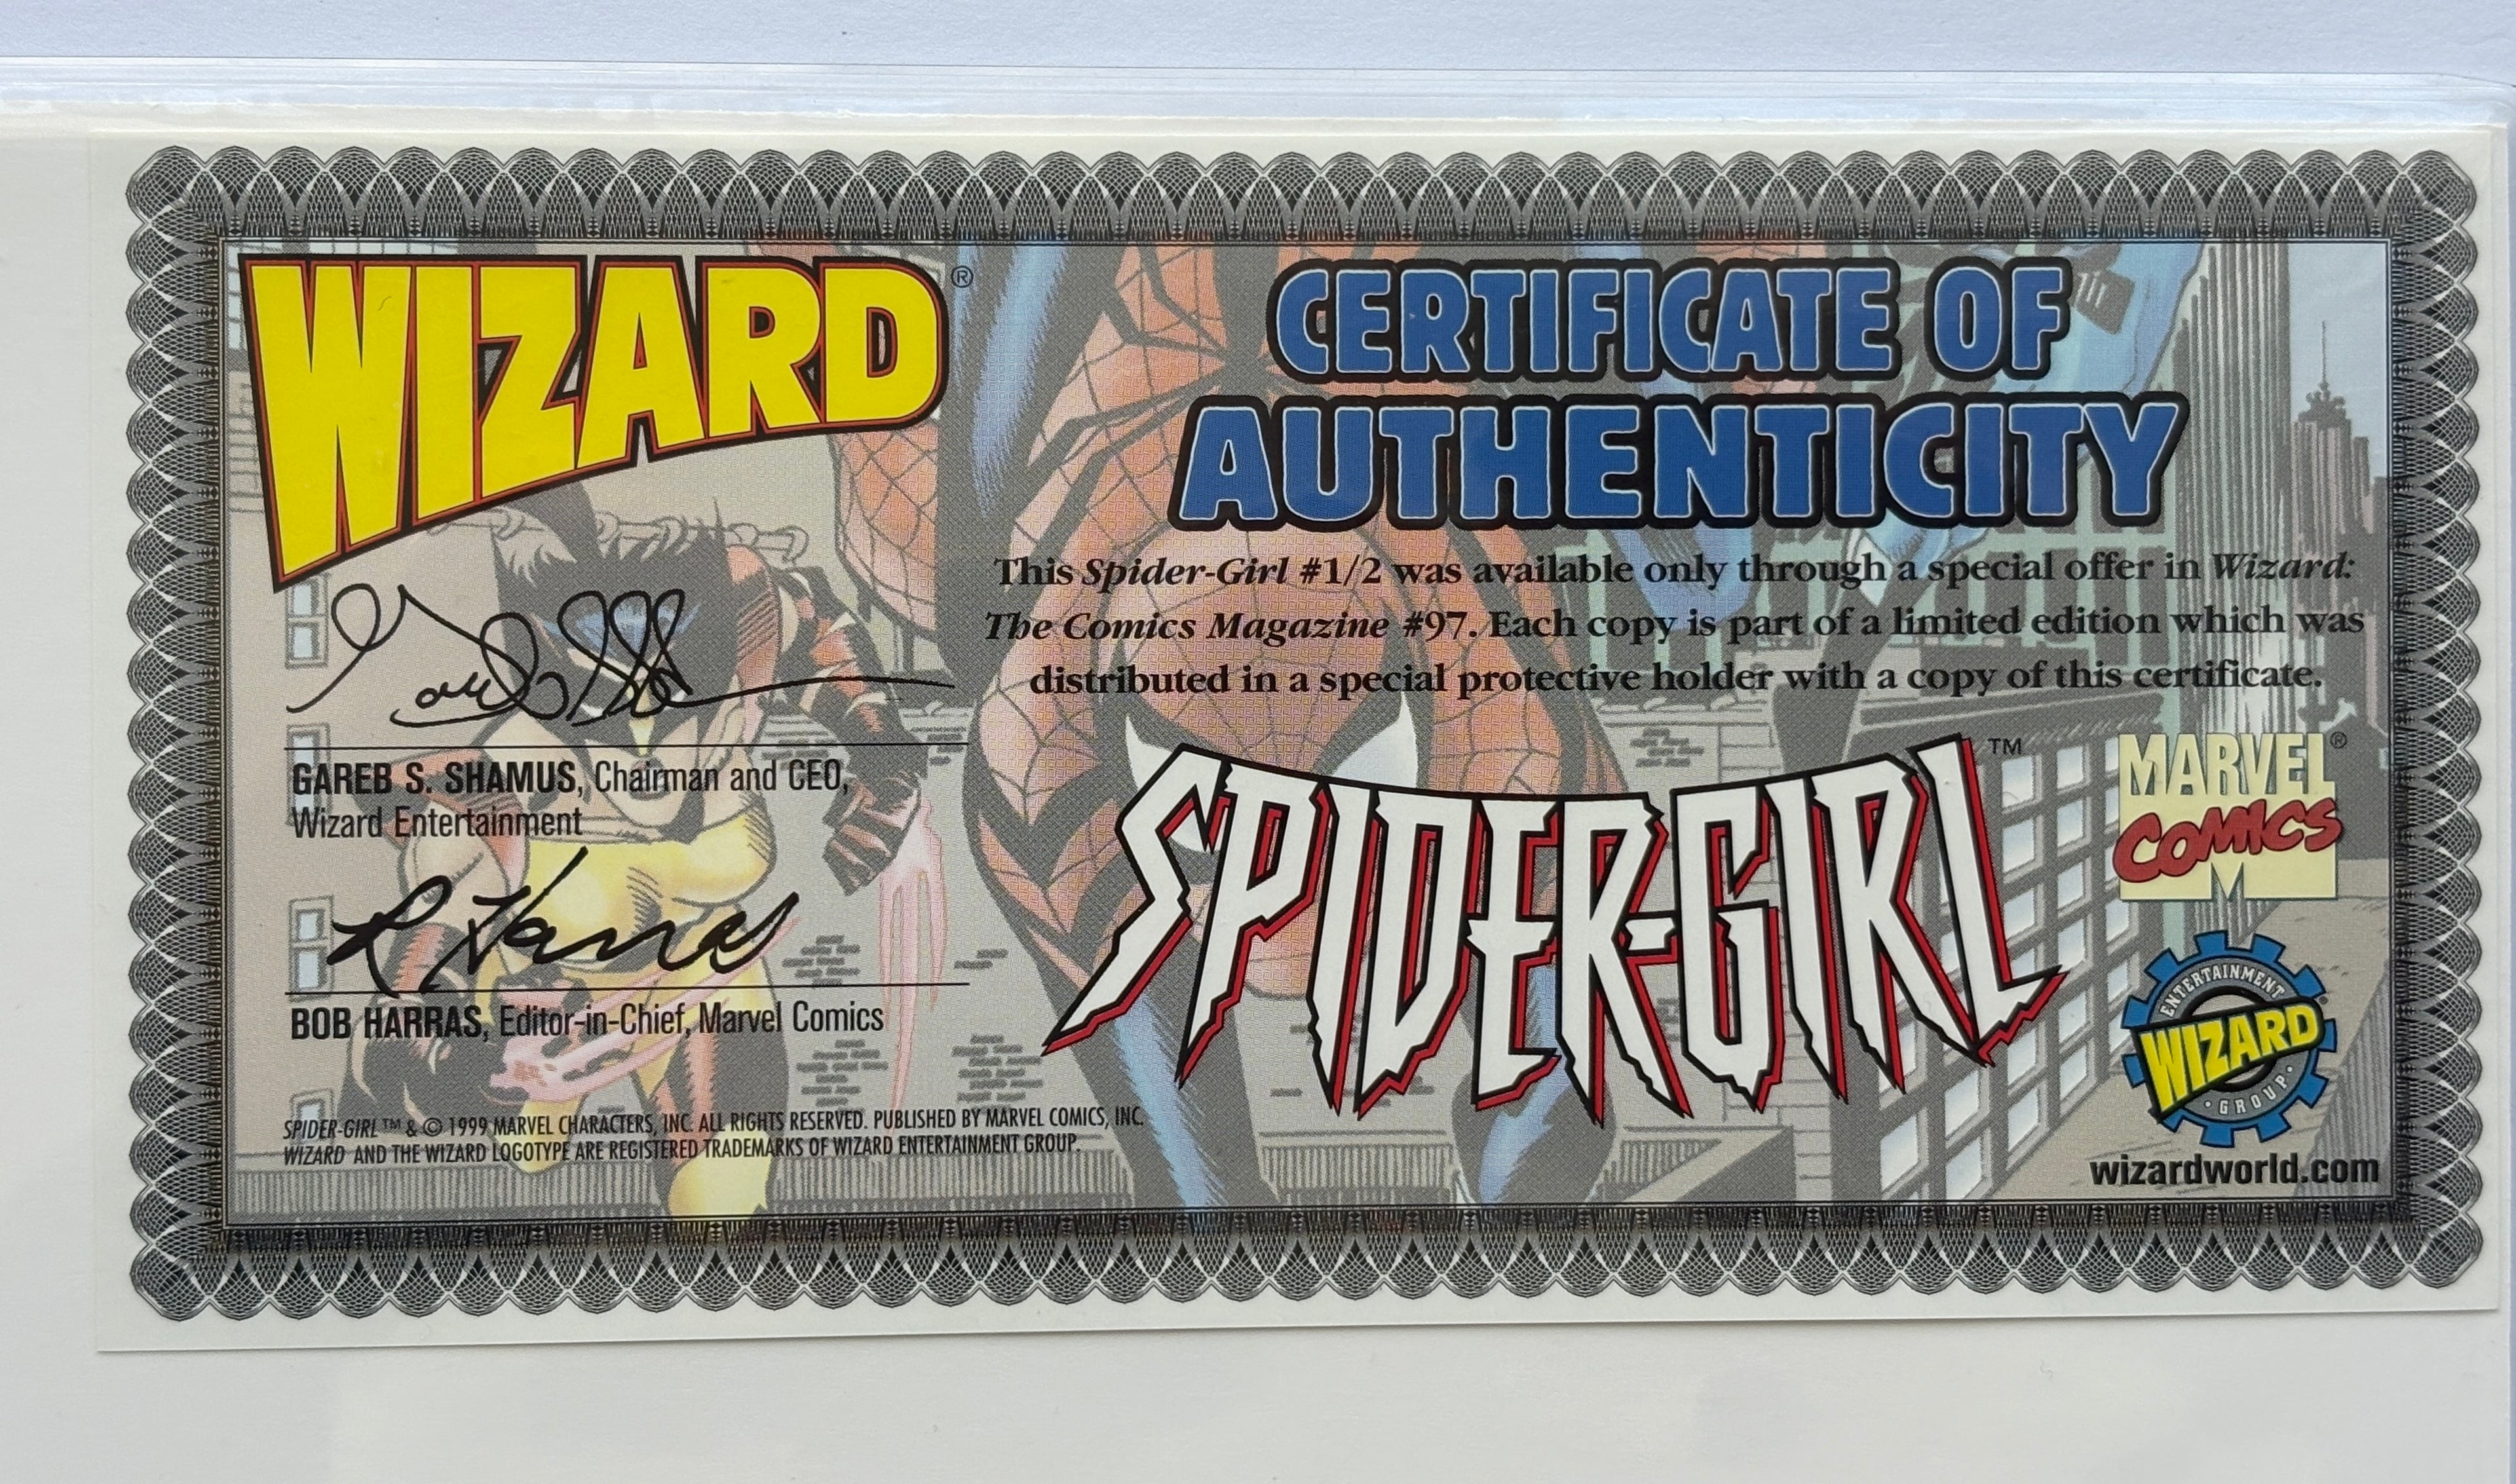 WIZARD®
CERTIFICATE OF
AUTHENTICITY
This Spider-Girl #1/2 was available only through a special offer in Wizard:
The Comics Magazine #97. Each copy is part of a limited edition which was
distributed in a special protective holder with a copy of this certificate.
GAREB S. SHAMUS, Chairman and CEO,
Wizard Entertainment
R Harras
BOB HARRAS, Editor-in-Chief, Marvel Comics
SPIDER-GIRL™
MARVEL®
COMICS
ENTERTAINMENT
WIZARD®
• GROUP •
wizardworld.com
SPIDER-GIRL™ & © 1999 MARVEL CHARACTERS, INC. ALL RIGHTS RESERVED. PUBLISHED BY MARVEL COMICS, INC.
WIZARD AND THE WIZARD LOGOTYPE ARE REGISTERED TRADEMARKS OF WIZARD ENTERTAINMENT GROUP.